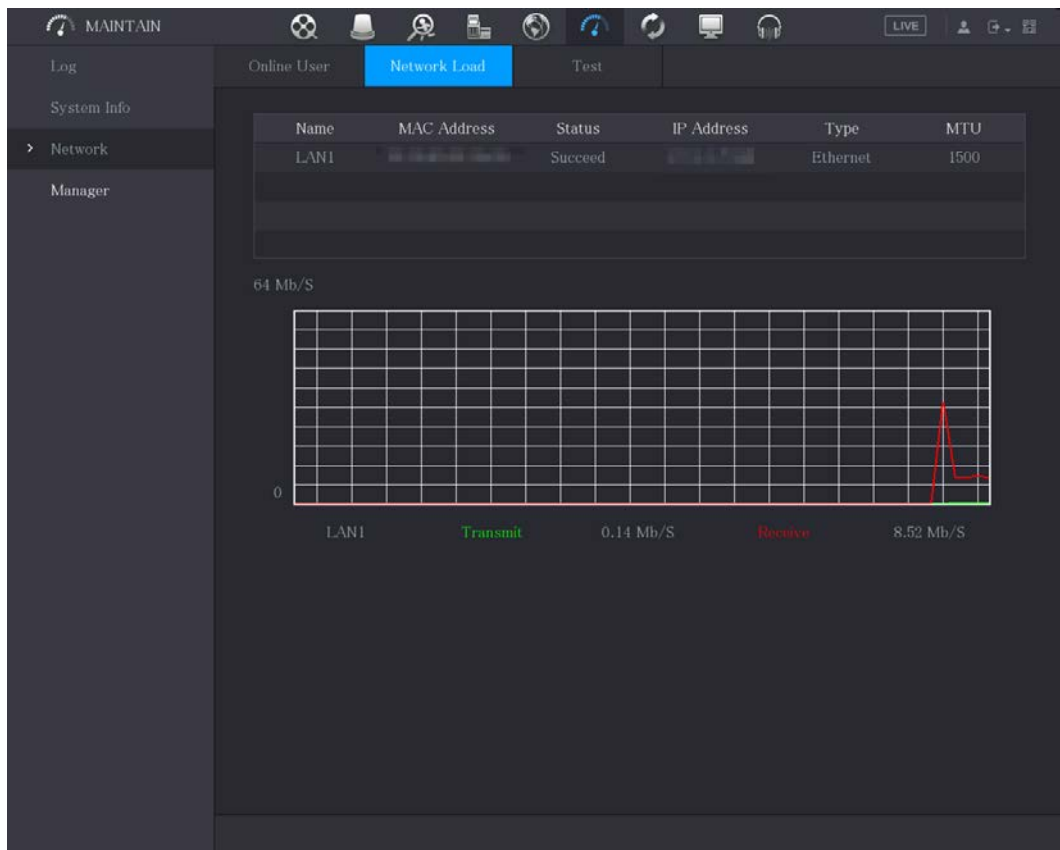 MAINTAIN LIVE
Log
System Info
Network
Manager
Online User Network Load Test
Name MAC Address Status IP Address Type MTU
LAN1 Succeed Ethernet 1500
64 Mb/S
0
LAN1 Transmit 0.14 Mb/S Receive 8.52 Mb/S